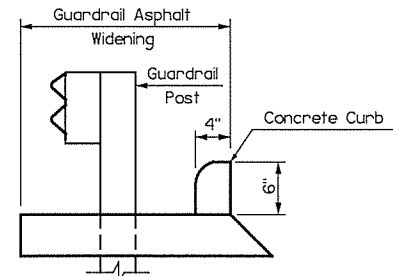 Guardrail Asphalt
Widening
Guardrail
Post
4"
Concrete Curb
6"